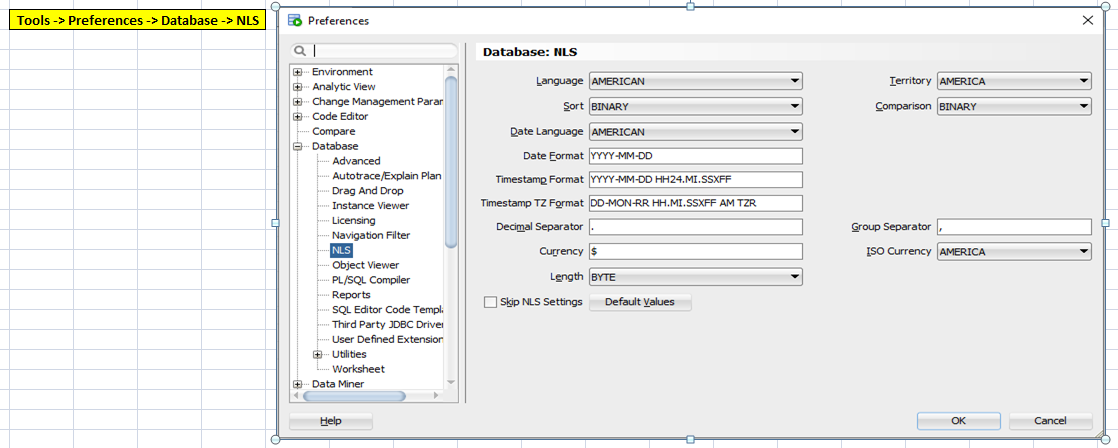 Tools -> Preferences -> Database -> NLS
Preferences
Environment
Analytic View
Change Management Parar
Code Editor
Compare
Database
Advanced
Autotrace/Explain Plan
Drag And Drop
Instance Viewer
Licensing
Navigation Filter
NLS
Object Viewer
PL/SQL Compiler
Reports
SQL Editor Code Templa
Third Party JDBC Driver
User Defined Extension
Utilities
Worksheet
Data Miner
Database: NLS
Language AMERICAN Territory AMERICA
Sort BINARY Comparison BINARY
Date Language AMERICAN
Date Format YYYY-MM-DD
Timestamp Format YYYY-MM-DD HH24.MI.SSXFF
Timestamp TZ Format DD-MON-RR HH.MI.SSXFF AM TZR
Decimal Separator . Group Separator ,
Currency $ ISO Currency AMERICA
Length BYTE
Skip NLS Settings Default Values
Help OK Cancel